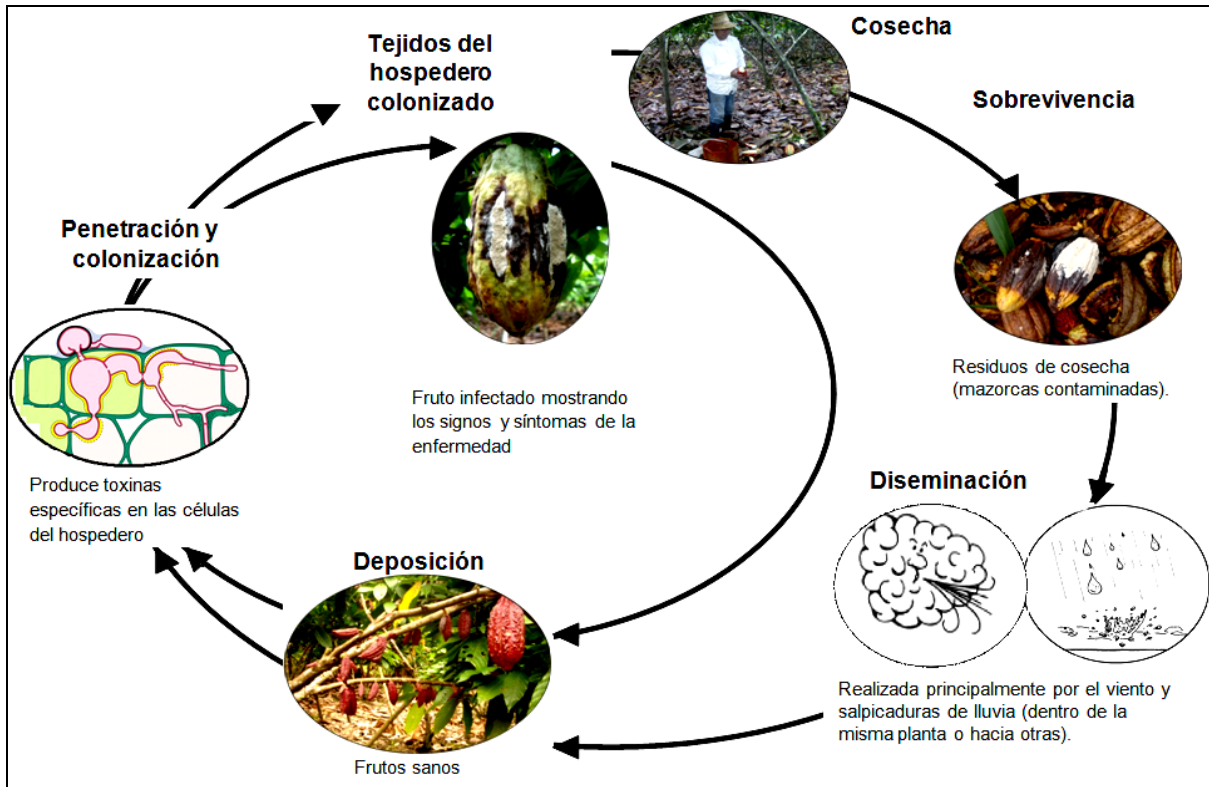 Tejidos del
hospedero
colonizado
Cosecha
Sobrevivencia
Penetración y
colonización
Residuos de cosecha
(mazorcas contaminadas).
Fruto infectado mostrando
los signos y síntomas de la
enfermedad
Produce toxinas
específicas en las células
del hospedero
Diseminación
Deposición
Realizada principalmente por el viento y
salpicaduras de lluvia (dentro de la
misma planta o hacia otras).
Frutos sanos